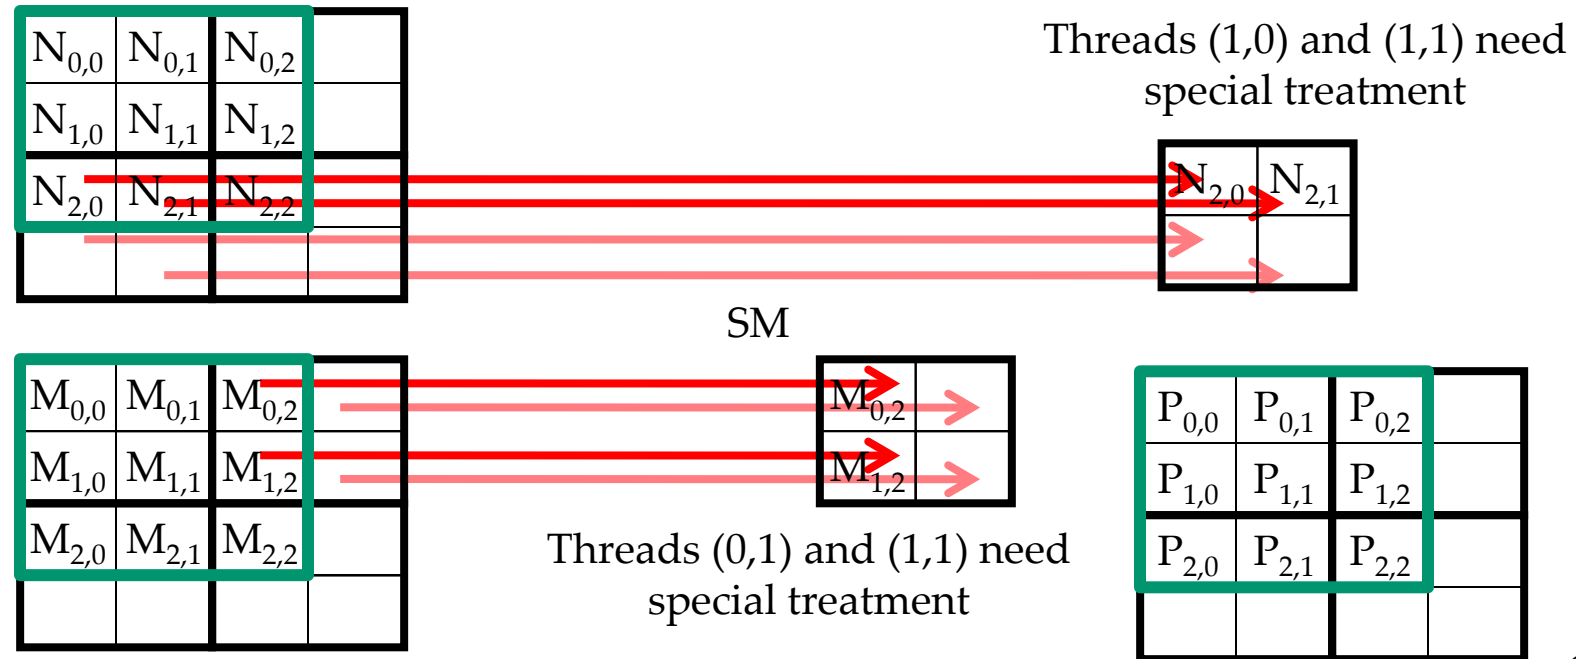 N0,0 N0,1 N0,2
Threads (1,0) and (1,1) need
special treatment
N1,0 N1,1 N1,2
N2,0 N2,1 N2,2
N2,0 N2,1
SM
M0,0 M0,1 M0,2
M1,0 M1,1 M1,2
M2,0 M2,1 M2,2
M0,2
M1,2
Threads (0,1) and (1,1) need
special treatment
P0,0 P0,1 P0,2
P1,0 P1,1 P1,2
P2,0 P2,1 P2,2